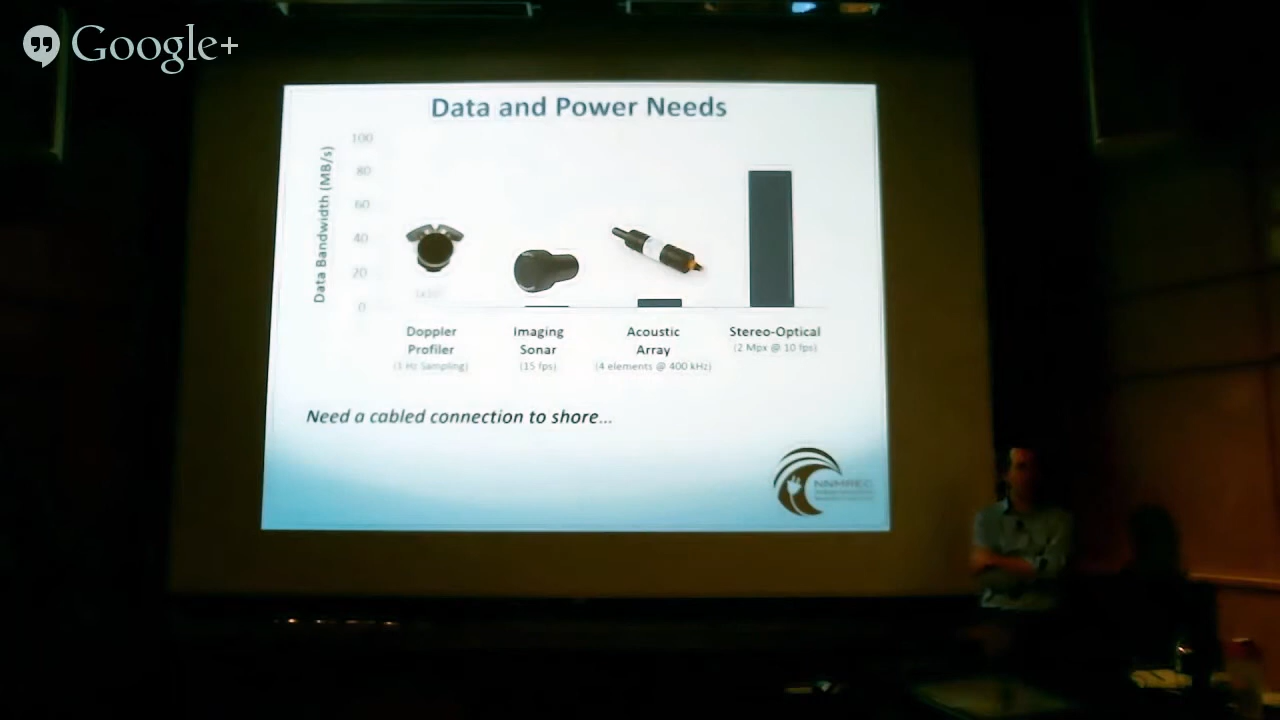 Google+
Data and Power Needs
Data Bandwidth (MB/s)
100
80
60
40
20
0
Doppler
Profiler
(1 Hz Sampling)
Imaging
Sonar
(15 fps)
Acoustic
Array
(4 elements @ 400 kHz)
Stereo-Optical
(2 Mpx @ 10 fps)
Need a cabled connection to shore...
NNMREC